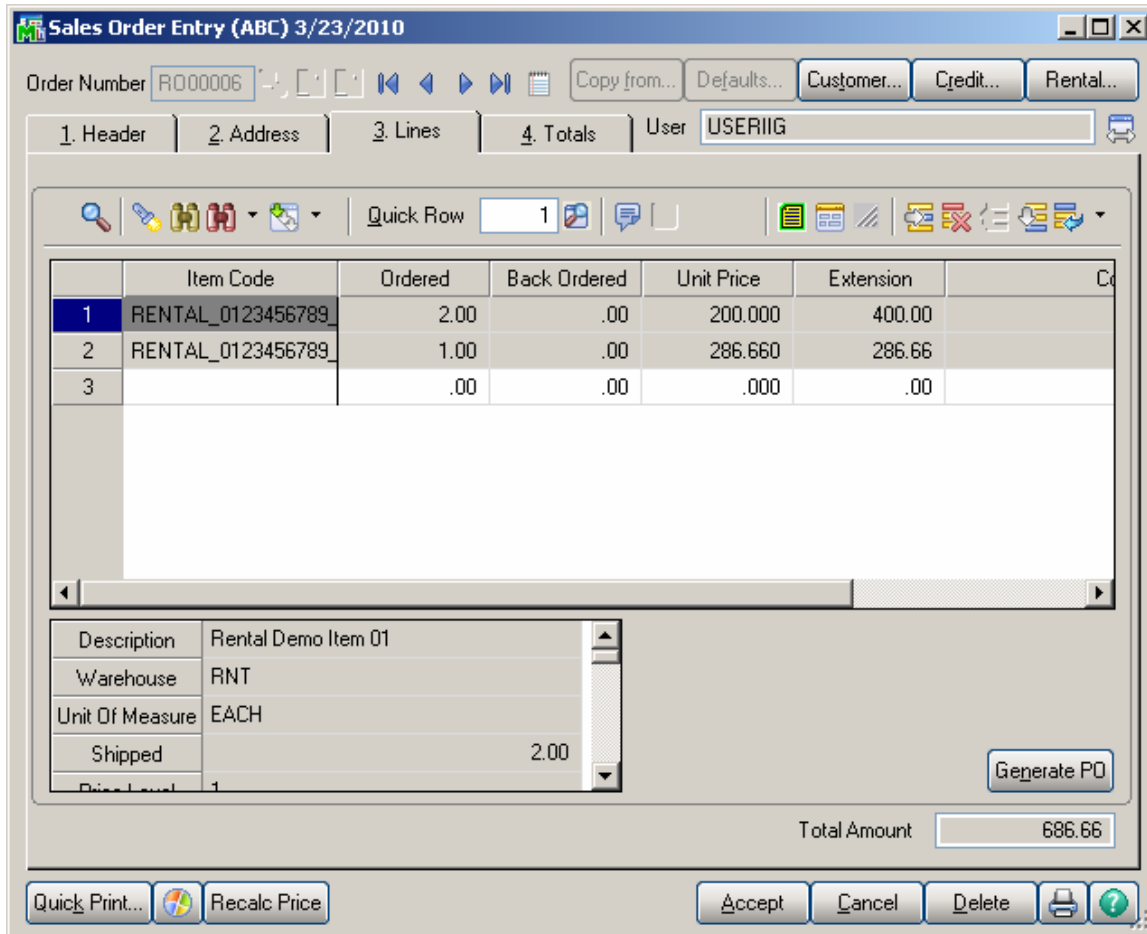 Sales Order Entry (ABC) 3/23/2010
Order Number RO00006 Copy from... Defaults... Customer... Credit... Rental...
1. Header 2. Address 3. Lines 4. Totals User USERIIG
Quick Row 1
Item Code Ordered Back Ordered Unit Price Extension Co
1 RENTAL_0123456789_ 2.00 .00 200.000 400.00
2 RENTAL_0123456789_ 1.00 .00 286.660 286.66
3 .00 .00 .000 .00
Description Rental Demo Item 01
Warehouse RNT
Unit Of Measure EACH
Shipped 2.00
Price Level 1
Generate PO
Total Amount 686.66
Quick Print... Recalc Price Accept Cancel Delete